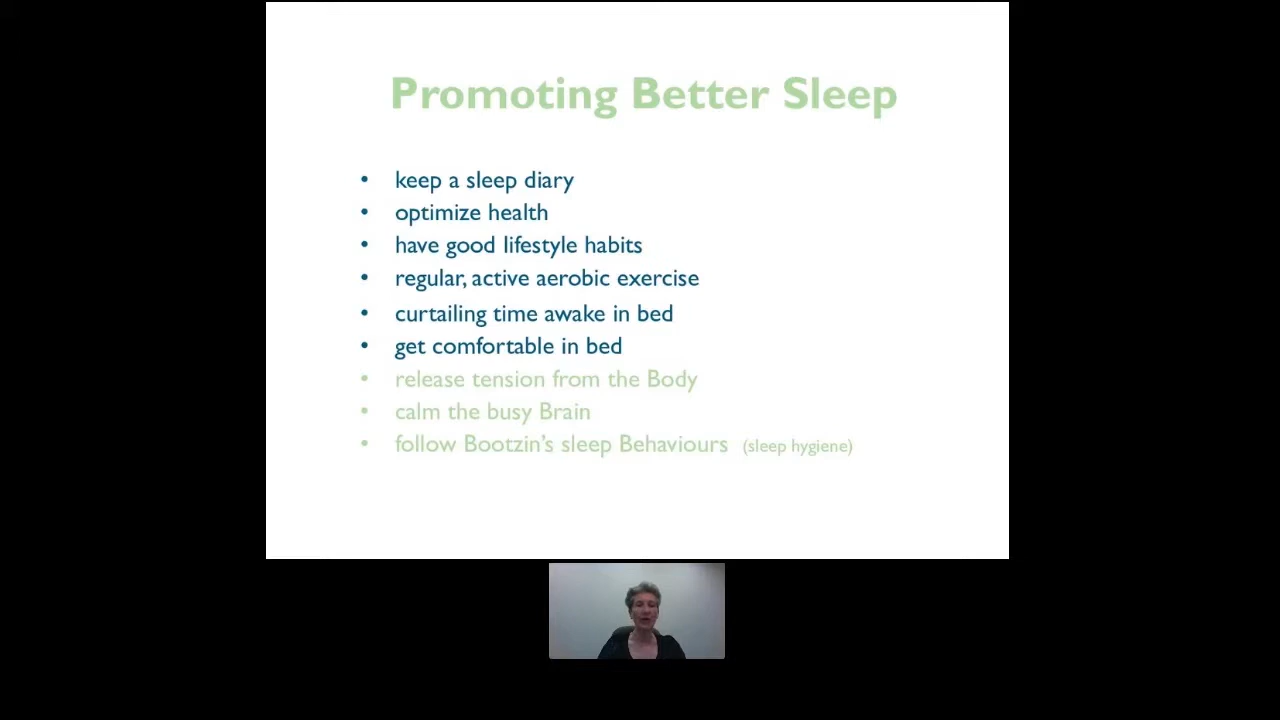 Promoting Better Sleep
• keep a sleep diary
• optimize health
• have good lifestyle habits
• regular, active aerobic exercise
• curtailing time awake in bed
• get comfortable in bed
• release tension from the Body
• calm the busy Brain
• follow Bootzin's sleep Behaviours (sleep hygiene)